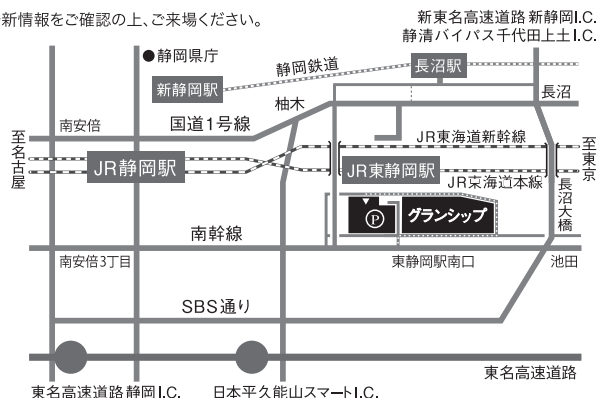 新情報をご確認の上、ご来場ください。
新東名高速道路 新静岡I.C.
静清バイパス千代田上土I.C.
●静岡県庁
静岡鉄道
長沼駅
新静岡駅
柚木
長沼
南安倍
国道1号線
JR東海道新幹線
至名古屋
至東京
JR静岡駅
JR東静岡駅
JR東海道本線
長沼大橋
P
グランシップ
南幹線
南安倍3丁目
東静岡駅南口
池田
SBS通り
東名高速道路
東名高速道路 静岡I.C.
日本平久能山スマートI.C.